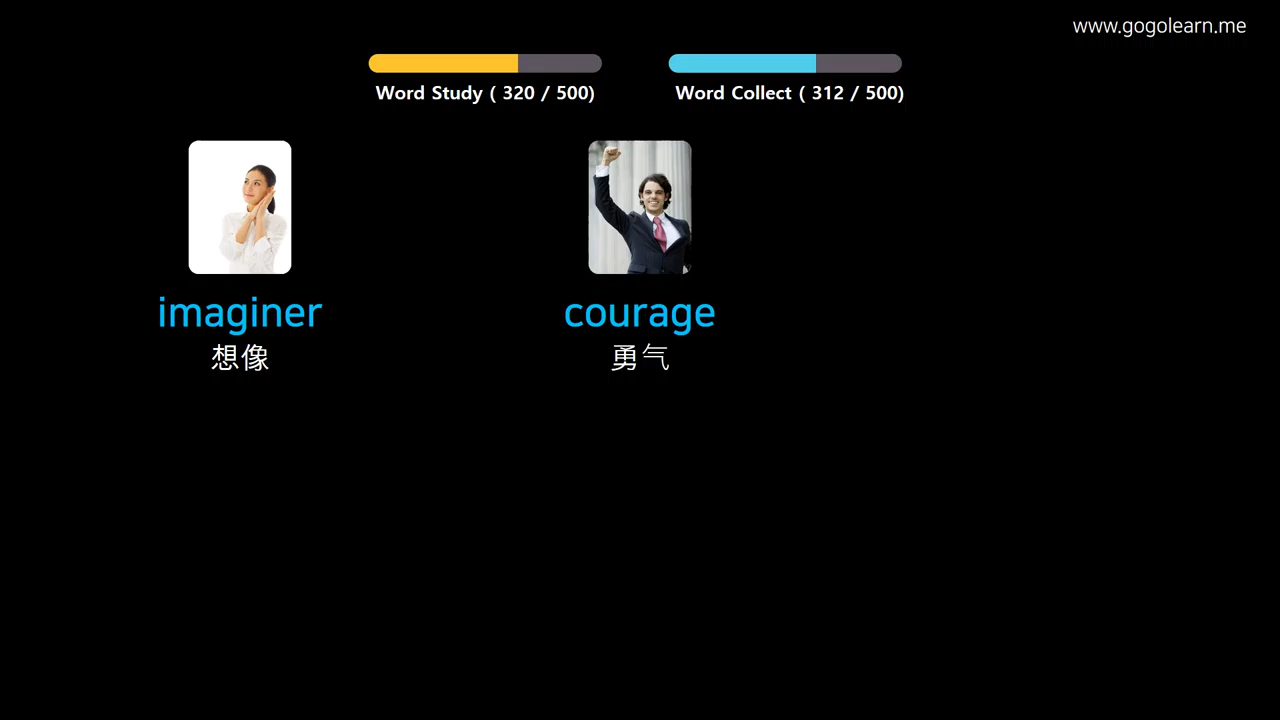 www.gogolearn.me
Word Study ( 320 / 500)
Word Collect ( 312 / 500)
imaginer
想像
courage
勇气